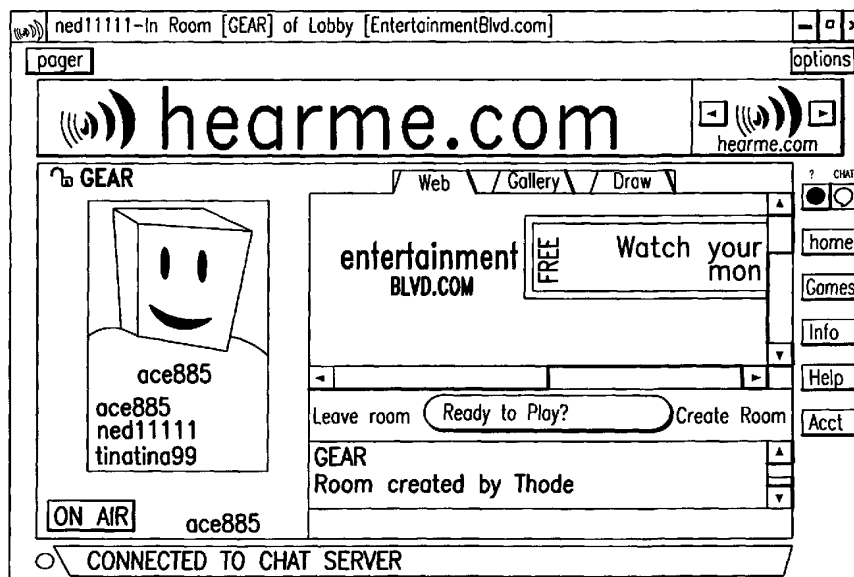 ned11111-In Room [GEAR] of Lobby [EntertainmentBlvd.com]
pager
options
hearme.com
hearme.com
GEAR
Web
Gallery
Draw
? CHAT
home
Games
Info
Help
Acct
entertainment
BLVD.COM
FREE
Watch your
mon
ace885
ace885
ned11111
tinatina99
Leave room
Ready to Play?
Create Room
GEAR
Room created by Thode
ON AIR
ace885
CONNECTED TO CHAT SERVER